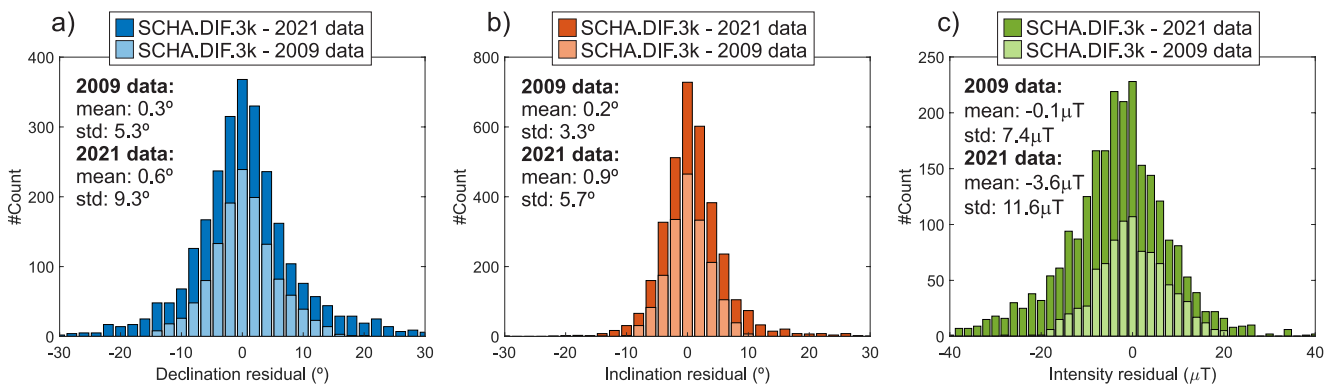 a)
SCHA.DIF.3k - 2021 data
SCHA.DIF.3k - 2009 data
400
300
200
100
0
#Count
2009 data:
mean: 0.3º
std: 5.3º
2021 data:
mean: 0.6º
std: 9.3º
-30 -20 -10 0 10 20 30
Declination residual (º)
b)
SCHA.DIF.3k - 2021 data
SCHA.DIF.3k - 2009 data
800
600
400
200
0
#Count
2009 data:
mean: 0.2º
std: 3.3º
2021 data:
mean: 0.9º
std: 5.7º
-30 -20 -10 0 10 20 30
Inclination residual (º)
c)
SCHA.DIF.3k - 2021 data
SCHA.DIF.3k - 2009 data
250
200
150
100
50
0
#Count
2009 data:
mean: -0.1μT
std: 7.4μT
2021 data:
mean: -3.6μT
std: 11.6μT
-40 -20 0 20 40
Intensity residual (μT)